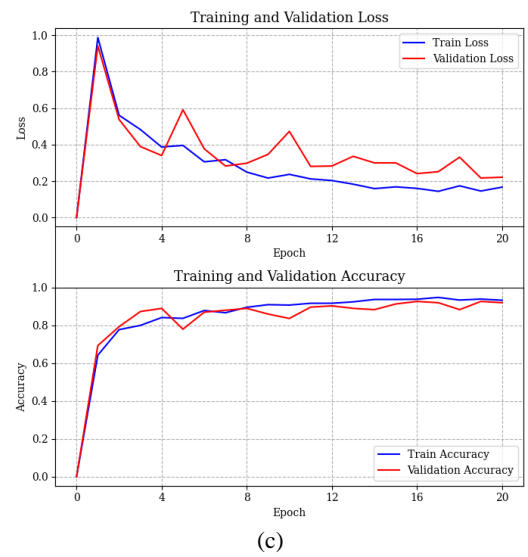 Training and Validation Loss
1.0
0.8
0.6
0.4
0.2
0.0
Loss
Train Loss
Validation Loss
0 4 8 12 16 20
Epoch
Training and Validation Accuracy
1.0
0.8
0.6
0.4
0.2
0.0
Accuracy
Train Accuracy
Validation Accuracy
0 4 8 12 16 20
Epoch
(c)